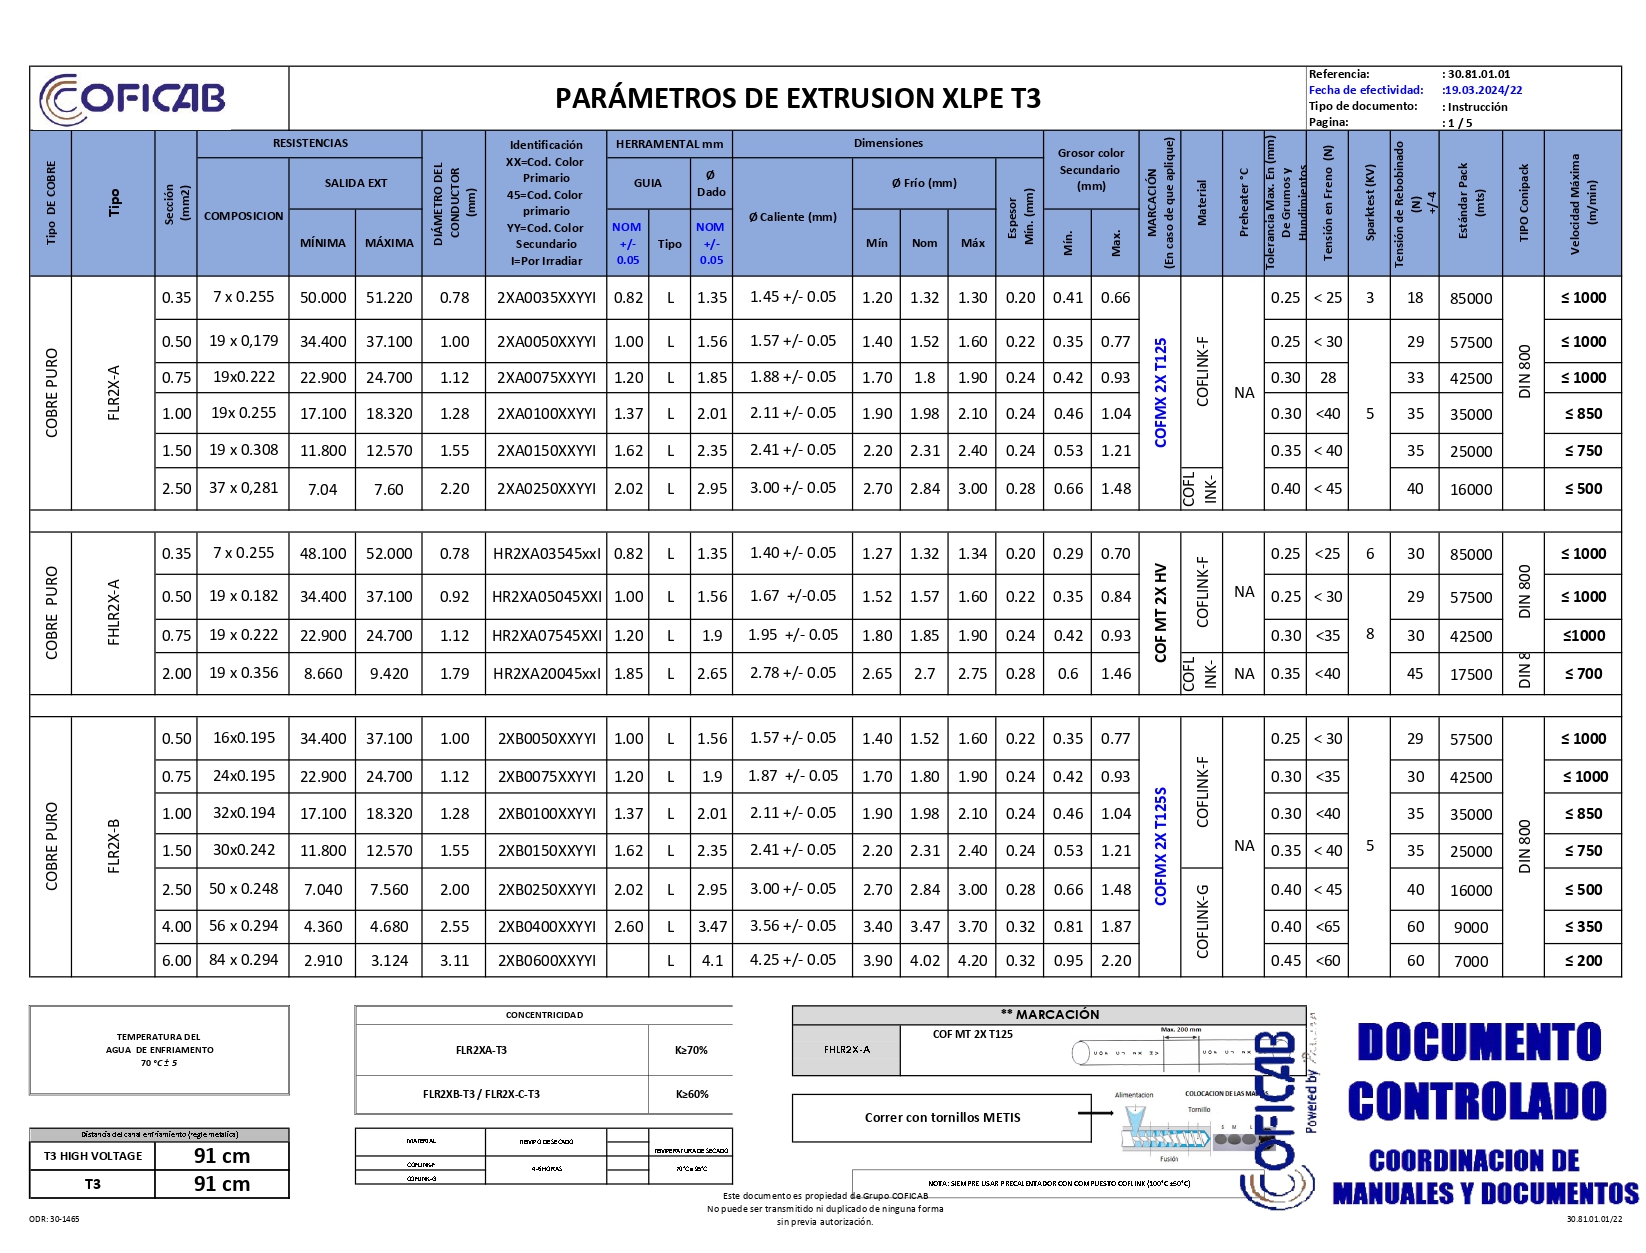 COFICAB
PARÁMETROS DE EXTRUSION XLPE T3
Referencia: : 30.81.01.01
Fecha de efectividad: :19.03.2024/22
Tipo de documento: : Instrucción
Pagina: : 1 / 5
Tipo DE COBRE
Tipo
Sección (mm2)
RESISTENCIAS
COMPOSICION
SALIDA EXT
MÍNIMA MÁXIMA
DIÁMETRO DEL CONDUCTOR (mm)
Identificación
XX=Cod. Color
Primario
45=Cod. Color
primario
YY=Cod. Color
Secundario
I=Por Irradiar
HERRAMENTAL mm
GUIA
Ø Dado
NOM +/- 0.05 Tipo NOM +/- 0.05
Dimensiones
Ø Caliente (mm)
Ø Frío (mm)
Mín Nom Máx
Espesor Mín. (mm)
Grosor color Secundario (mm)
Mín. Max.
MARCACIÓN (En caso de que aplique)
Material
Preheater °C
Tolerancia Max. En (mm) De Grumos y Hundimientos
Tensión en Freno (N)
Sparktest (KV)
Tensión de Rebobinado (N) +/-4
Estándar Pack (mts)
TIPO Conipack
Velocidad Máxima (m/min)
COBRE PURO
FLR2X-A
0.35 7 x 0.255 50.000 51.220 0.78 2XA0035XXYYI 0.82 L 1.35 1.45 +/- 0.05 1.20 1.32 1.30 0.20 0.41 0.66 0.25 < 25 3 18 85000 ≤ 1000
0.50 19 x 0,179 34.400 37.100 1.00 2XA0050XXYYI 1.00 L 1.56 1.57 +/- 0.05 1.40 1.52 1.60 0.22 0.35 0.77 0.25 < 30 29 57500 ≤ 1000
0.75 19x0.222 22.900 24.700 1.12 2XA0075XXYYI 1.20 L 1.85 1.88 +/- 0.05 1.70 1.8 1.90 0.24 0.42 0.93 0.30 28 33 42500 ≤ 1000
1.00 19x 0.255 17.100 18.320 1.28 2XA0100XXYYI 1.37 L 2.01 2.11 +/- 0.05 1.90 1.98 2.10 0.24 0.46 1.04 0.30 <40 5 35 35000 ≤ 850
1.50 19 x 0.308 11.800 12.570 1.55 2XA0150XXYYI 1.62 L 2.35 2.41 +/- 0.05 2.20 2.31 2.40 0.24 0.53 1.21 0.35 < 40 35 25000 ≤ 750
2.50 37 x 0,281 7.04 7.60 2.20 2XA0250XXYYI 2.02 L 2.95 3.00 +/- 0.05 2.70 2.84 3.00 0.28 0.66 1.48 0.40 < 45 40 16000 ≤ 500
COFMX 2X T125
COFLINK-F
COFL INK-
NA
DIN 800
COBRE PURO
FHLR2X-A
0.35 7 x 0.255 48.100 52.000 0.78 HR2XA03545xxI 0.82 L 1.35 1.40 +/- 0.05 1.27 1.32 1.34 0.20 0.29 0.70 0.25 <25 6 30 85000 ≤ 1000
0.50 19 x 0.182 34.400 37.100 0.92 HR2XA05045XXI 1.00 L 1.56 1.67 +/-0.05 1.52 1.57 1.60 0.22 0.35 0.84 0.25 < 30 29 57500 ≤ 1000
0.75 19 x 0.222 22.900 24.700 1.12 HR2XA07545XXI 1.20 L 1.9 1.95 +/- 0.05 1.80 1.85 1.90 0.24 0.42 0.93 0.30 <35 8 30 42500 ≤1000
2.00 19 x 0.356 8.660 9.420 1.79 HR2XA20045xxI 1.85 L 2.65 2.78 +/- 0.05 2.65 2.7 2.75 0.28 0.6 1.46 NA 0.35 <40 45 17500 ≤ 700
COF MT 2X HV
COFLINK-F
COFL INK-
NA
DIN 800
DIN 8
COBRE PURO
FLR2X-B
0.50 16x0.195 34.400 37.100 1.00 2XB0050XXYYI 1.00 L 1.56 1.57 +/- 0.05 1.40 1.52 1.60 0.22 0.35 0.77 0.25 < 30 29 57500 ≤ 1000
0.75 24x0.195 22.900 24.700 1.12 2XB0075XXYYI 1.20 L 1.9 1.87 +/- 0.05 1.70 1.80 1.90 0.24 0.42 0.93 0.30 <35 30 42500 ≤ 1000
1.00 32x0.194 17.100 18.320 1.28 2XB0100XXYYI 1.37 L 2.01 2.11 +/- 0.05 1.90 1.98 2.10 0.24 0.46 1.04 0.30 <40 35 35000 ≤ 850
1.50 30x0.242 11.800 12.570 1.55 2XB0150XXYYI 1.62 L 2.35 2.41 +/- 0.05 2.20 2.31 2.40 0.24 0.53 1.21 0.35 < 40 5 35 25000 ≤ 750
2.50 50 x 0.248 7.040 7.560 2.00 2XB0250XXYYI 2.02 L 2.95 3.00 +/- 0.05 2.70 2.84 3.00 0.28 0.66 1.48 0.40 < 45 40 16000 ≤ 500
4.00 56 x 0.294 4.360 4.680 2.55 2XB0400XXYYI 2.60 L 3.47 3.56 +/- 0.05 3.40 3.47 3.70 0.32 0.81 1.87 0.40 <65 60 9000 ≤ 350
6.00 84 x 0.294 2.910 3.124 3.11 2XB0600XXYYI L 4.1 4.25 +/- 0.05 3.90 4.02 4.20 0.32 0.95 2.20 0.45 <60 60 7000 ≤ 200
COFMX 2X T125S
COFLINK-F
COFLINK-G
NA
DIN 800
TEMPERATURA DEL
AGUA DE ENFRIAMENTO
70 °C ± 5
CONCENTRICIDAD
FLR2XA-T3 K≥70%
FLR2XB-T3 / FLR2X-C-T3 K≥60%
** MARCACIÓN
FHLR2X-A COF MT 2X T125
Max. 200 mm
Correr con tornillos METIS
Alimentacion
COLOCACION DE LAS
Tornillo
S M L
Fusión
Distancia del canal enfriamiento (regle metalica)
T3 HIGH VOLTAGE 91 cm
T3 91 cm
MATERIAL TIEMPO DE SECADO TEMPERATURA DE SECADO
COFLINK-F
COFLINK-G
4-6 HORAS
NOTA: SIEMPRE USAR PRECALENTADOR CON COMPUESTO COFLINK (100°C ±50°C)
Este documento es propiedad de Grupo COFICAB
No puede ser transmitido ni duplicado de ninguna forma
sin previa autorización.
COFICAB
Powered by
DOCUMENTO
CONTROLADO
COORDINACION DE
MANUALES Y DOCUMENTOS
ODR: 30-1465
30.81.01.01/22